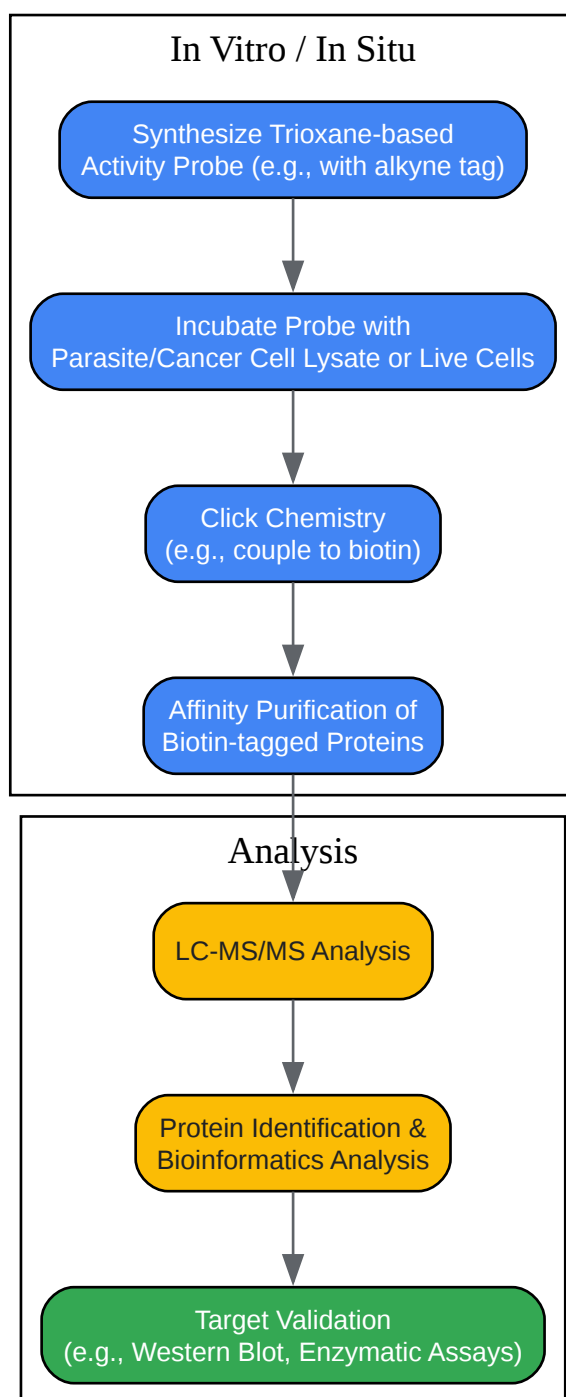 In Vitro / In Situ
Synthesize Trioxane-based
Activity Probe (e.g., with alkyne tag)
Incubate Probe with
Parasite/Cancer Cell Lysate or Live Cells
Click Chemistry
(e.g., couple to biotin)
Affinity Purification of
Biotin-tagged Proteins
Analysis
LC-MS/MS Analysis
Protein Identification &
Bioinformatics Analysis
Target Validation
(e.g., Western Blot, Enzymatic Assays)